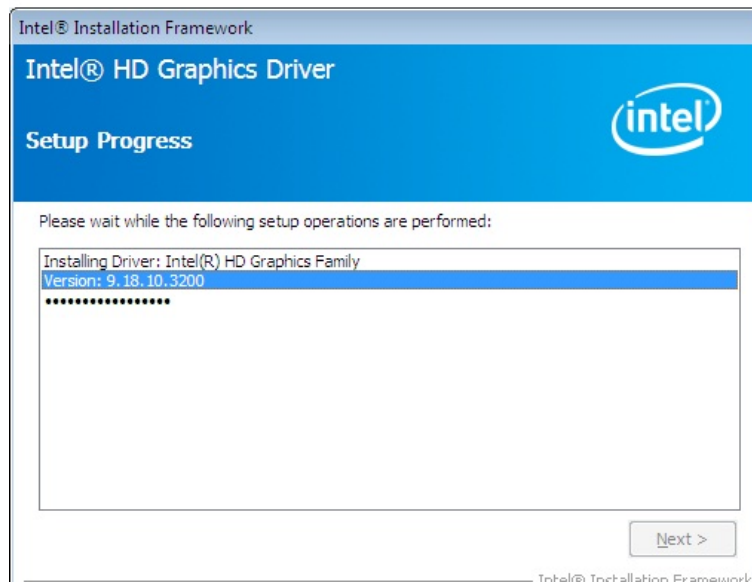 Intel® Installation Framework
Intel® HD Graphics Driver
intel®
Setup Progress
Please wait while the following setup operations are performed:
Installing Driver: Intel(R) HD Graphics Family
Version: 9.18.10.3200
•••••••••••••••••
Next >
Intel® Installation Framework